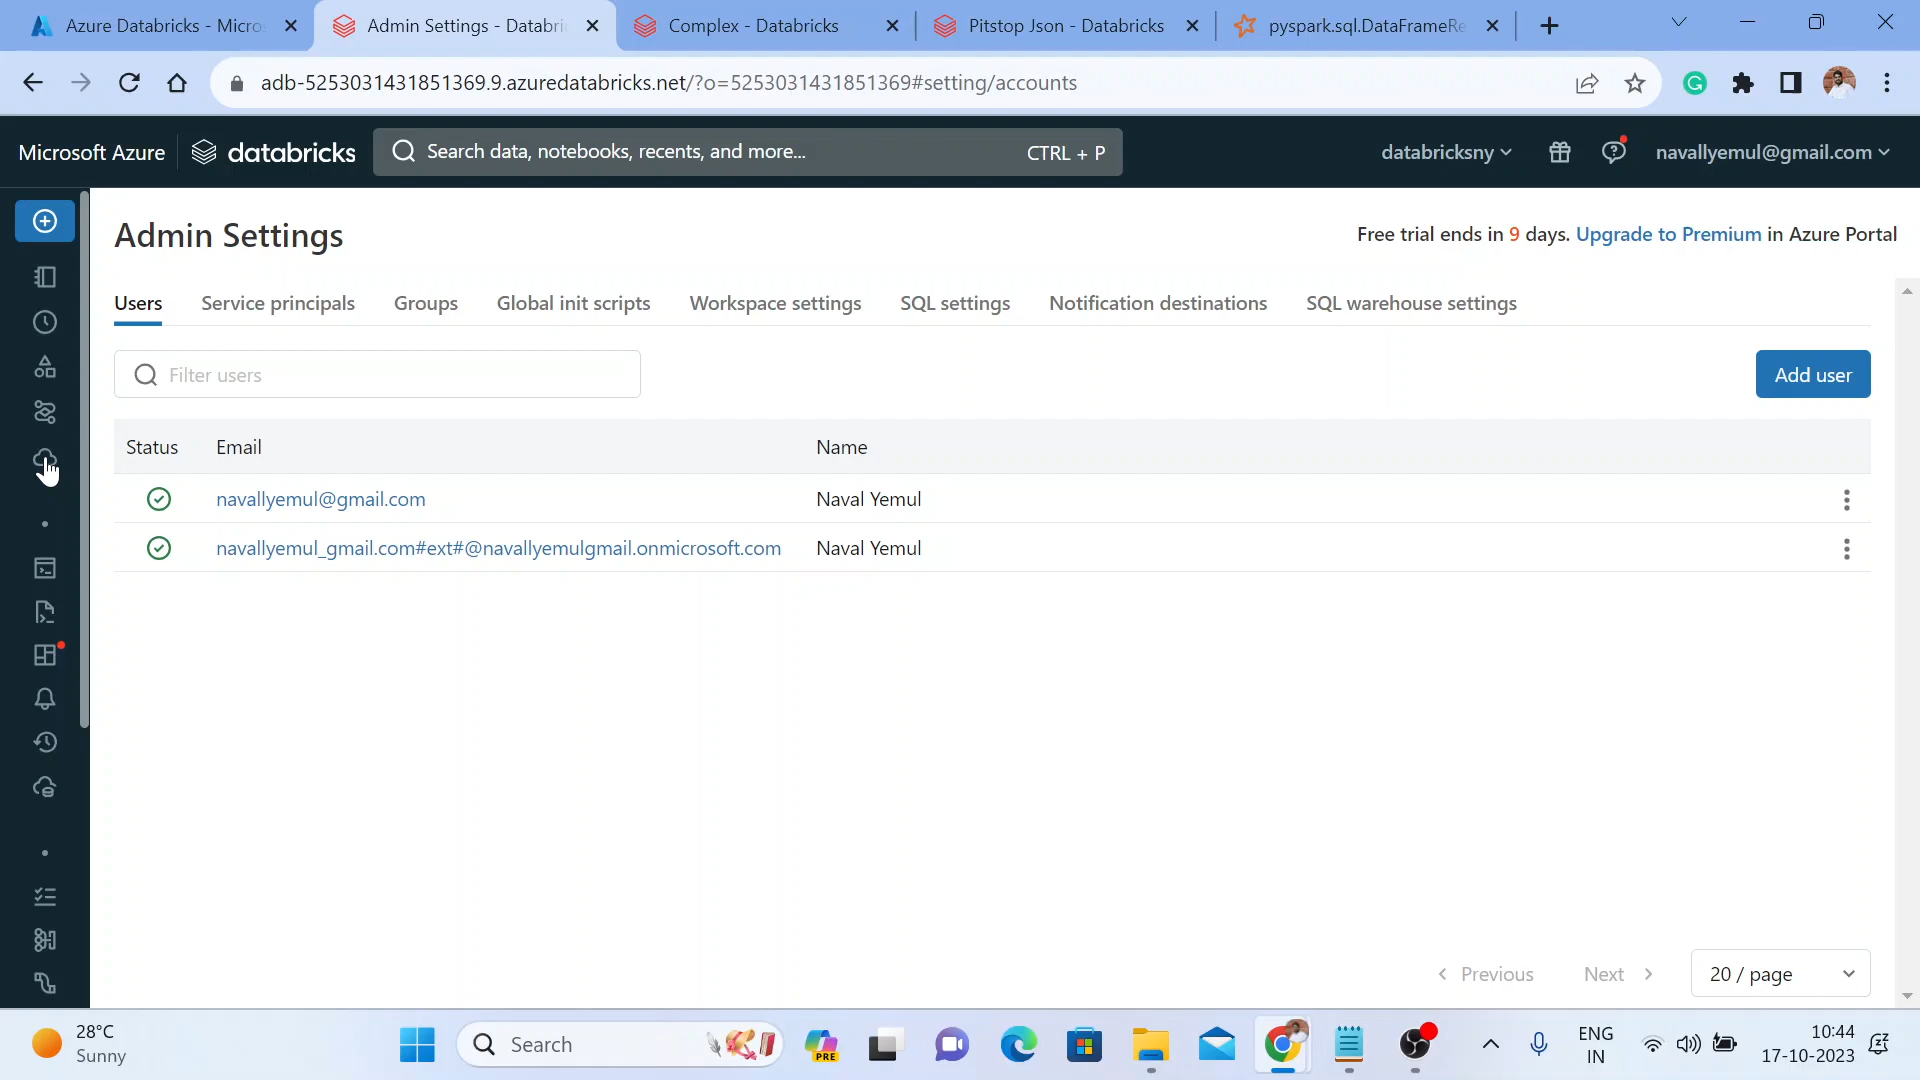 Azure Databricks - Micro
Admin Settings - Databri
Complex - Databricks
Pitstop Json - Databricks
pyspark.sql.DataFrameRe
adb-5253031431851369.9.azuredatabricks.net/?o=5253031431851369#setting/accounts
Microsoft Azure
databricks
Search data, notebooks, recents, and more...
CTRL + P
databricksny
navallyemul@gmail.com
Admin Settings
Free trial ends in 9 days. Upgrade to Premium in Azure Portal
Users
Service principals
Groups
Global init scripts
Workspace settings
SQL settings
Notification destinations
SQL warehouse settings
Filter users
Add user
Status
Email
Name
navallyemul@gmail.com
Naval Yemul
navallyemul_gmail.com#ext#@navallyemulgmail.onmicrosoft.com
Naval Yemul
Previous
Next
20 / page
28°C
Sunny
Search
PRE
ENG
IN
10:44
17-10-2023